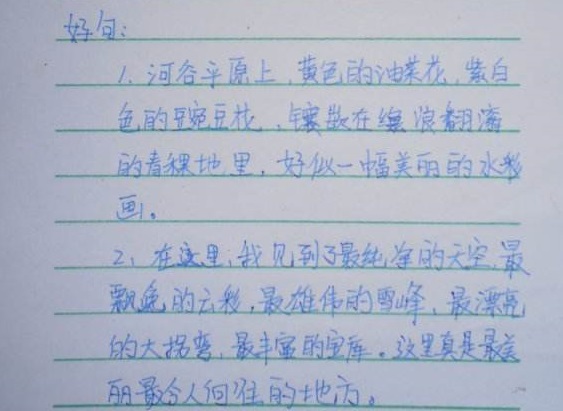 好句：
1、河谷平原上，黄色的油菜花，紫白
色的豌豆花，镶嵌在绿浪翻滚
的青稞地里，好似一幅美丽的水彩
画。
2、在这里，我见到了最纯净的天空，最
飘逸的云彩，最雄伟的雪峰，最漂亮
的大拐弯，最丰富的宝库。这里真是最美
丽最令人向往的地方。